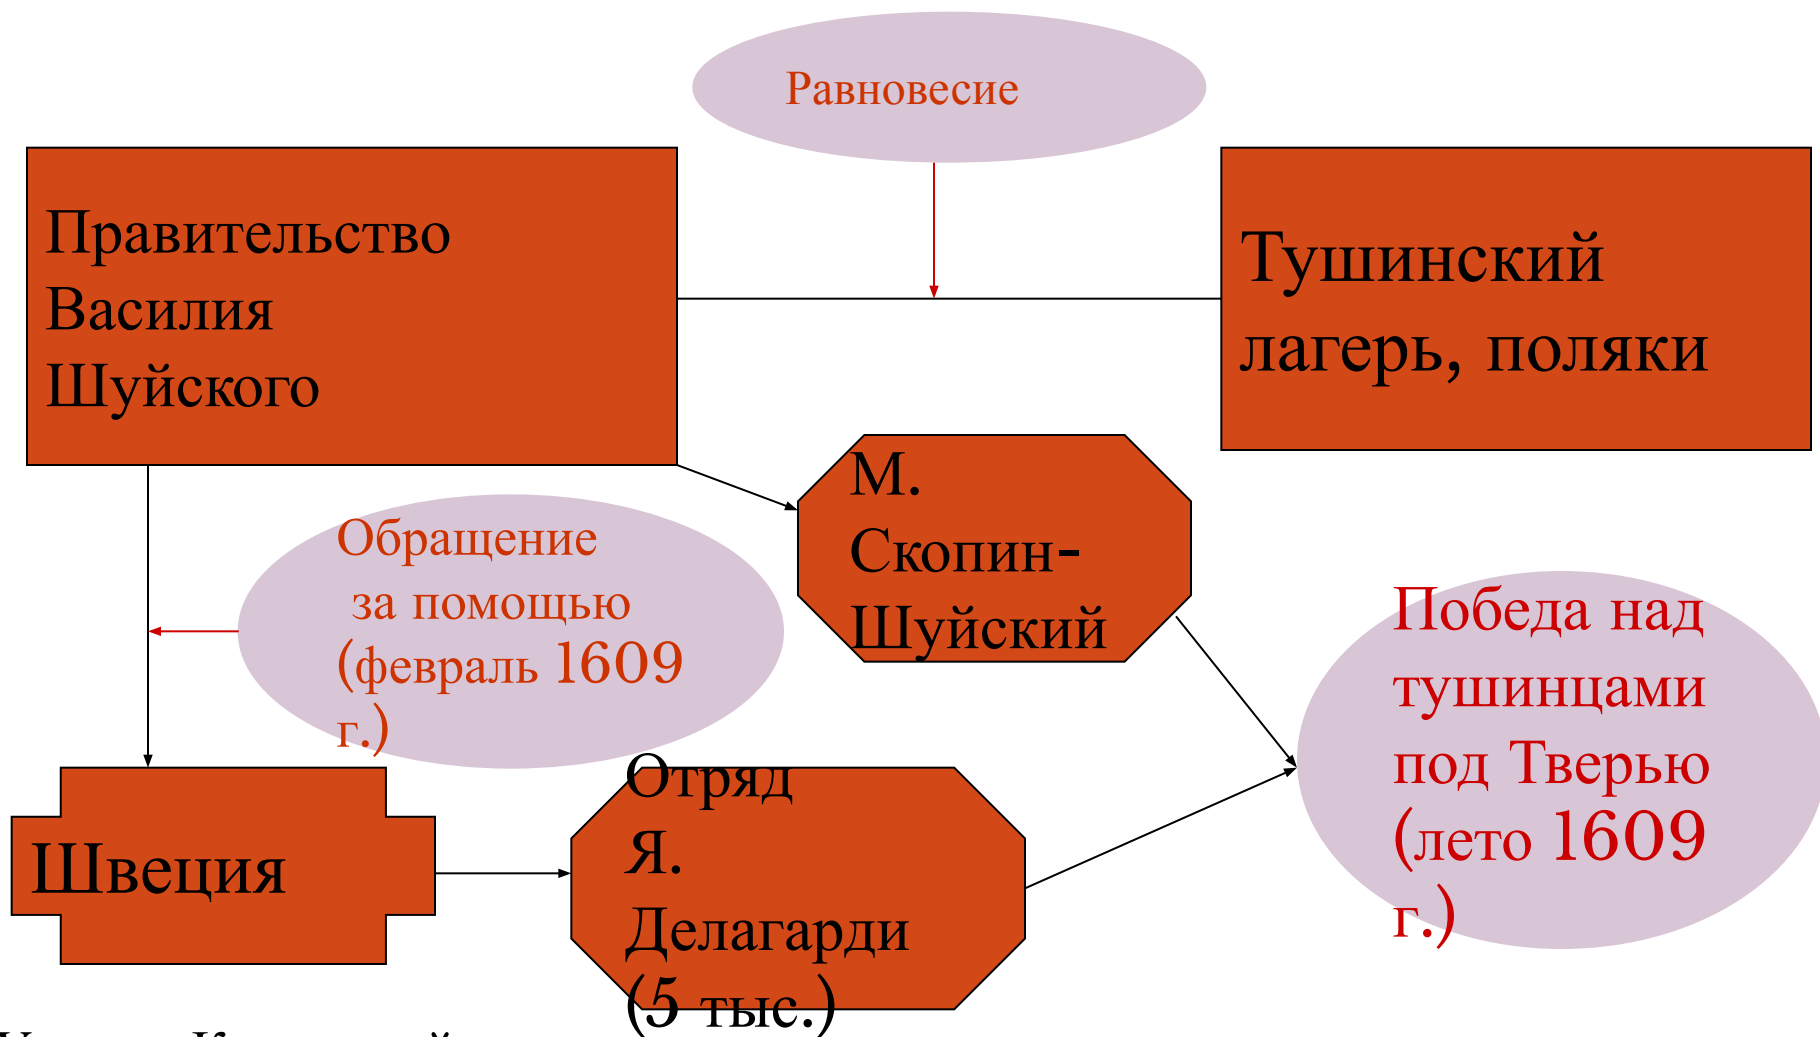 Равновесие
Правительство
Василия
Шуйского
Тушинский
лагерь, поляки
М.
Скопин-
Шуйский
Обращение
за помощью
(февраль 1609
г.)
Победа над
тушинцами
под Тверью
(лето 1609
г.)
Швеция
Отряд
Я.
Делагарди
(5 тыс.)